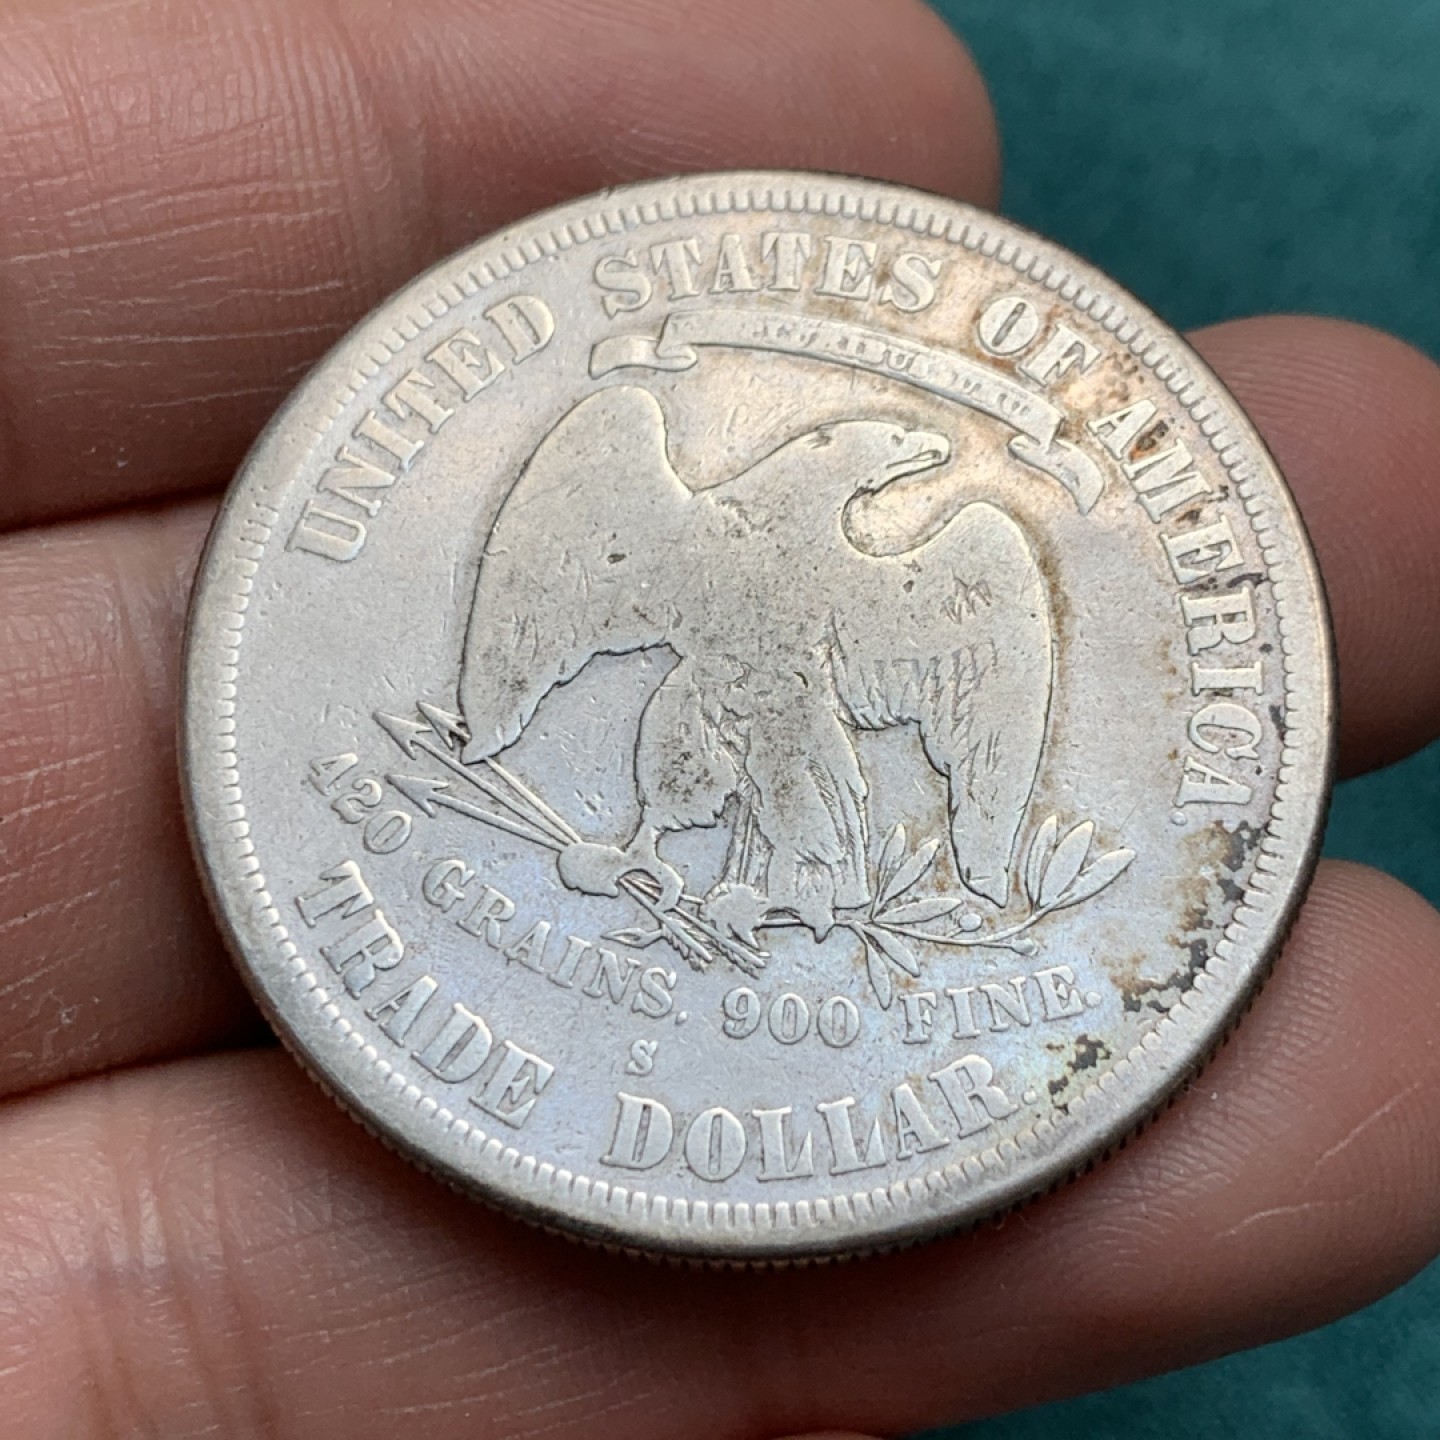 UNITED STATES OF AMERICA.
420 GRAINS. 900 FINE.
S
TRADE DOLLAR.